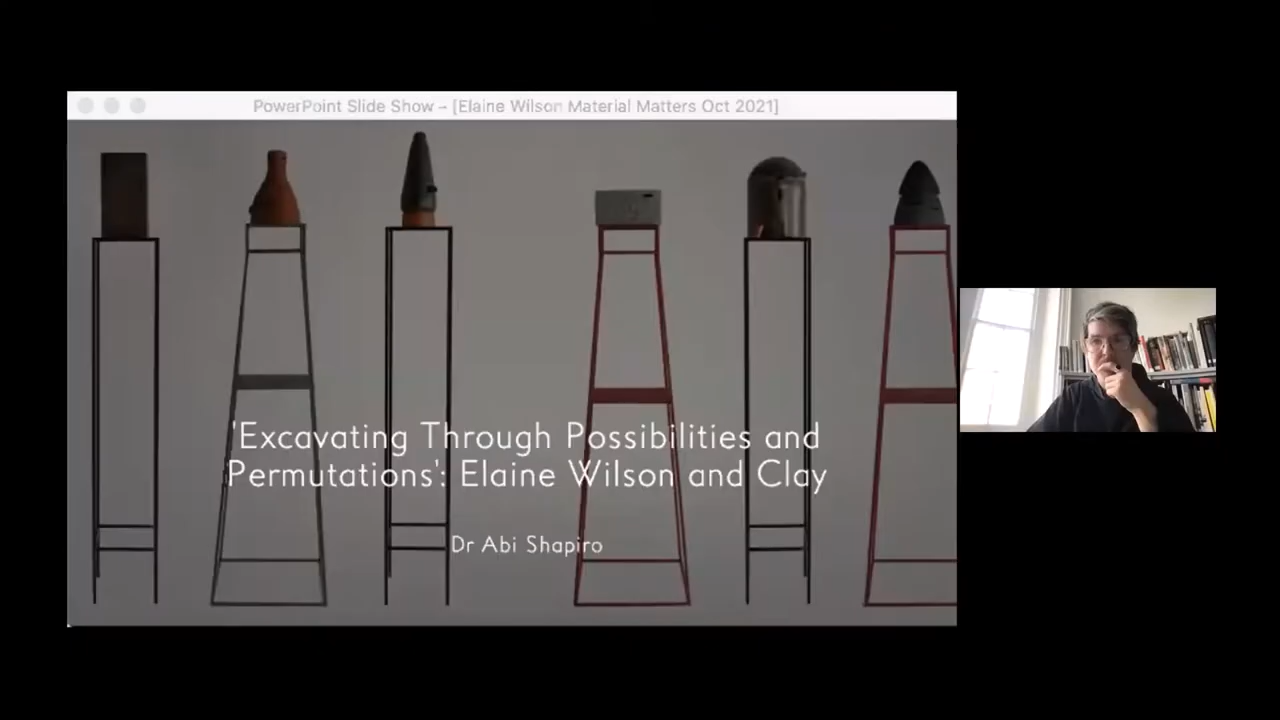 PowerPoint Slide Show - [Elaine Wilson Material Matters Oct 2021]
'Excavating Through Possibilities and
Permutations': Elaine Wilson and Clay
Dr Abi Shapiro